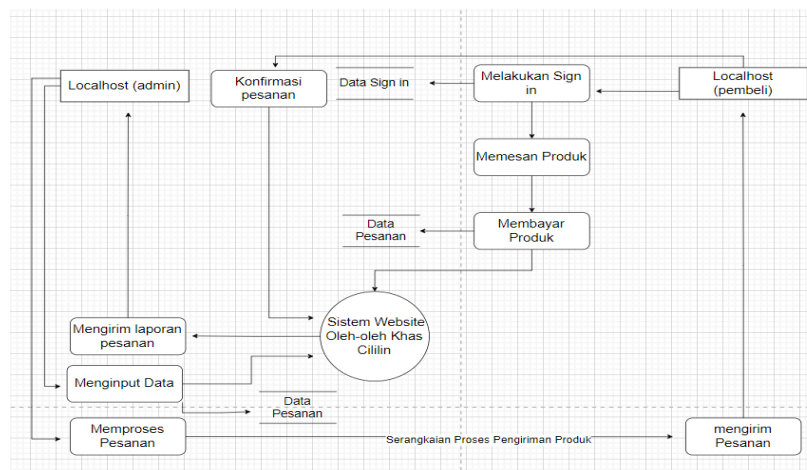 Localhost (admin)
Konfirmasi
pesanan
Data Sign in
Melakukan Sign
in
Localhost
(pembeli)
Memesan Produk
Data
Pesanan
Membayar
Produk
Sistem Website
Oleh-oleh Khas
Cililin
Mengirim laporan
pesanan
Menginput Data
Data
Pesanan
Memproses
Pesanan
Serangkaian Proses Pengiriman Produk
mengirim
Pesanan